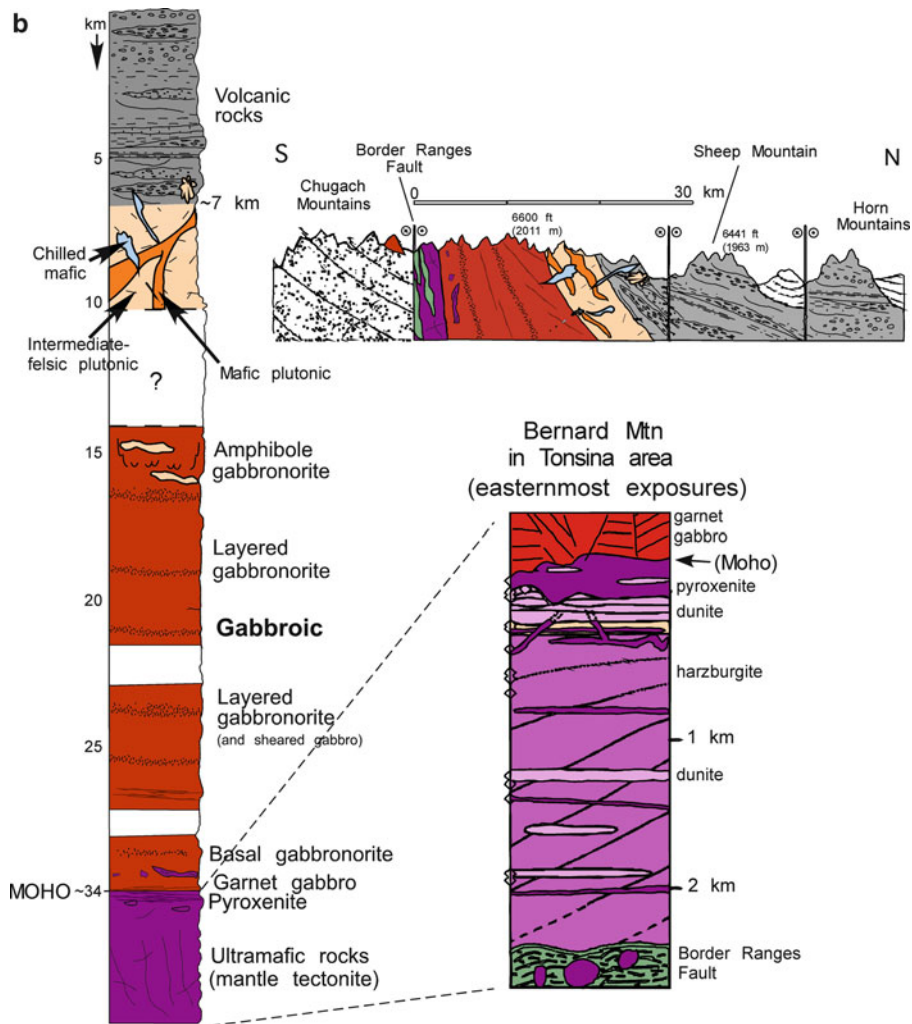 b
km
Volcanic
rocks
5
~7 km
Chilled
mafic
10
Intermediate-
felsic plutonic
Mafic plutonic
?
15
Amphibole
gabbronorite
Layered
gabbronorite
20
Gabbroic
Layered
gabbronorite
(and sheared gabbro)
25
Basal gabbronorite
Garnet gabbro
MOHO ~34
Pyroxenite
Ultramafic rocks
(mantle tectonite)
S
Border Ranges
Fault
Sheep Mountain
N
Chugach
Mountains
0
30 km
6600 ft
(2011 m)
6441 ft
(1963 m)
Horn
Mountains
Bernard Mtn
in Tonsina area
(easternmost exposures)
garnet
gabbro
(Moho)
pyroxenite
dunite
harzburgite
1 km
dunite
2 km
Border Ranges
Fault